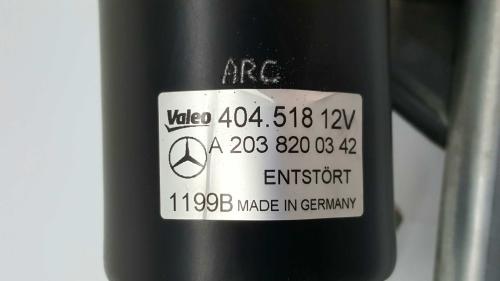 ARC
Valeo 404.518 12V
A 203 820 03 42
ENTSTÖRT
1199B MADE IN GERMANY